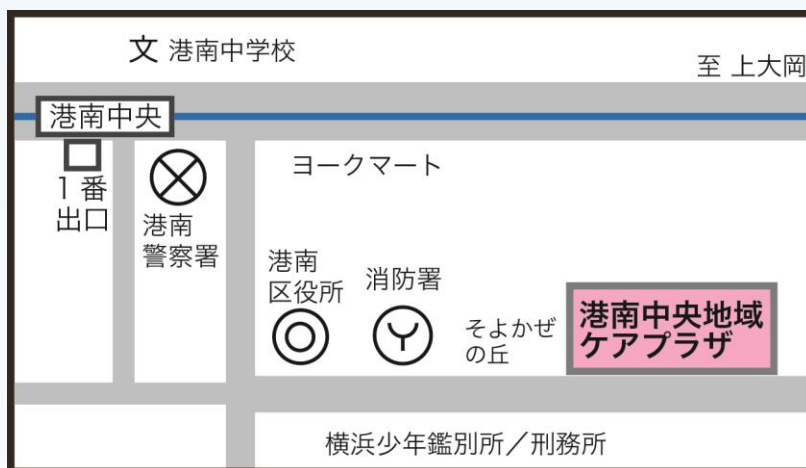 文 港南中学校
至 上大岡
港南中央
1番
出口
港南
警察署
ヨークマート
港南
区役所
消防署
そよかぜ
の丘
港南中央地域
ケアプラザ
横浜少年鑑別所／刑務所